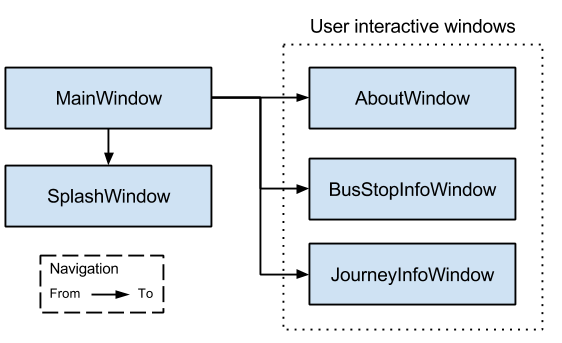 User interactive windows
MainWindow
AboutWindow
SplashWindow
BusStopInfoWindow
JourneyInfoWindow
Navigation
From To